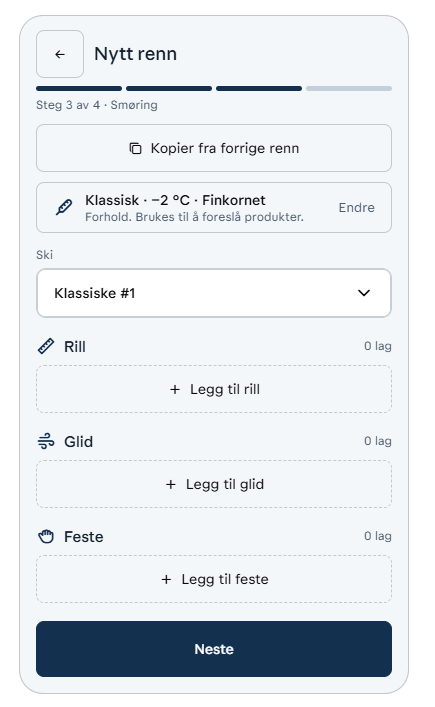 Nytt renn
Steg 3 av 4 · Smøring
Kopier fra forrige renn
Klassisk · −2 °C · Finkornet
Forhold. Brukes til å foreslå produkter.
Endre
Ski
Klassiske #1
Rill
0 lag
+ Legg til rill
Glid
0 lag
+ Legg til glid
Feste
0 lag
+ Legg til feste
Neste